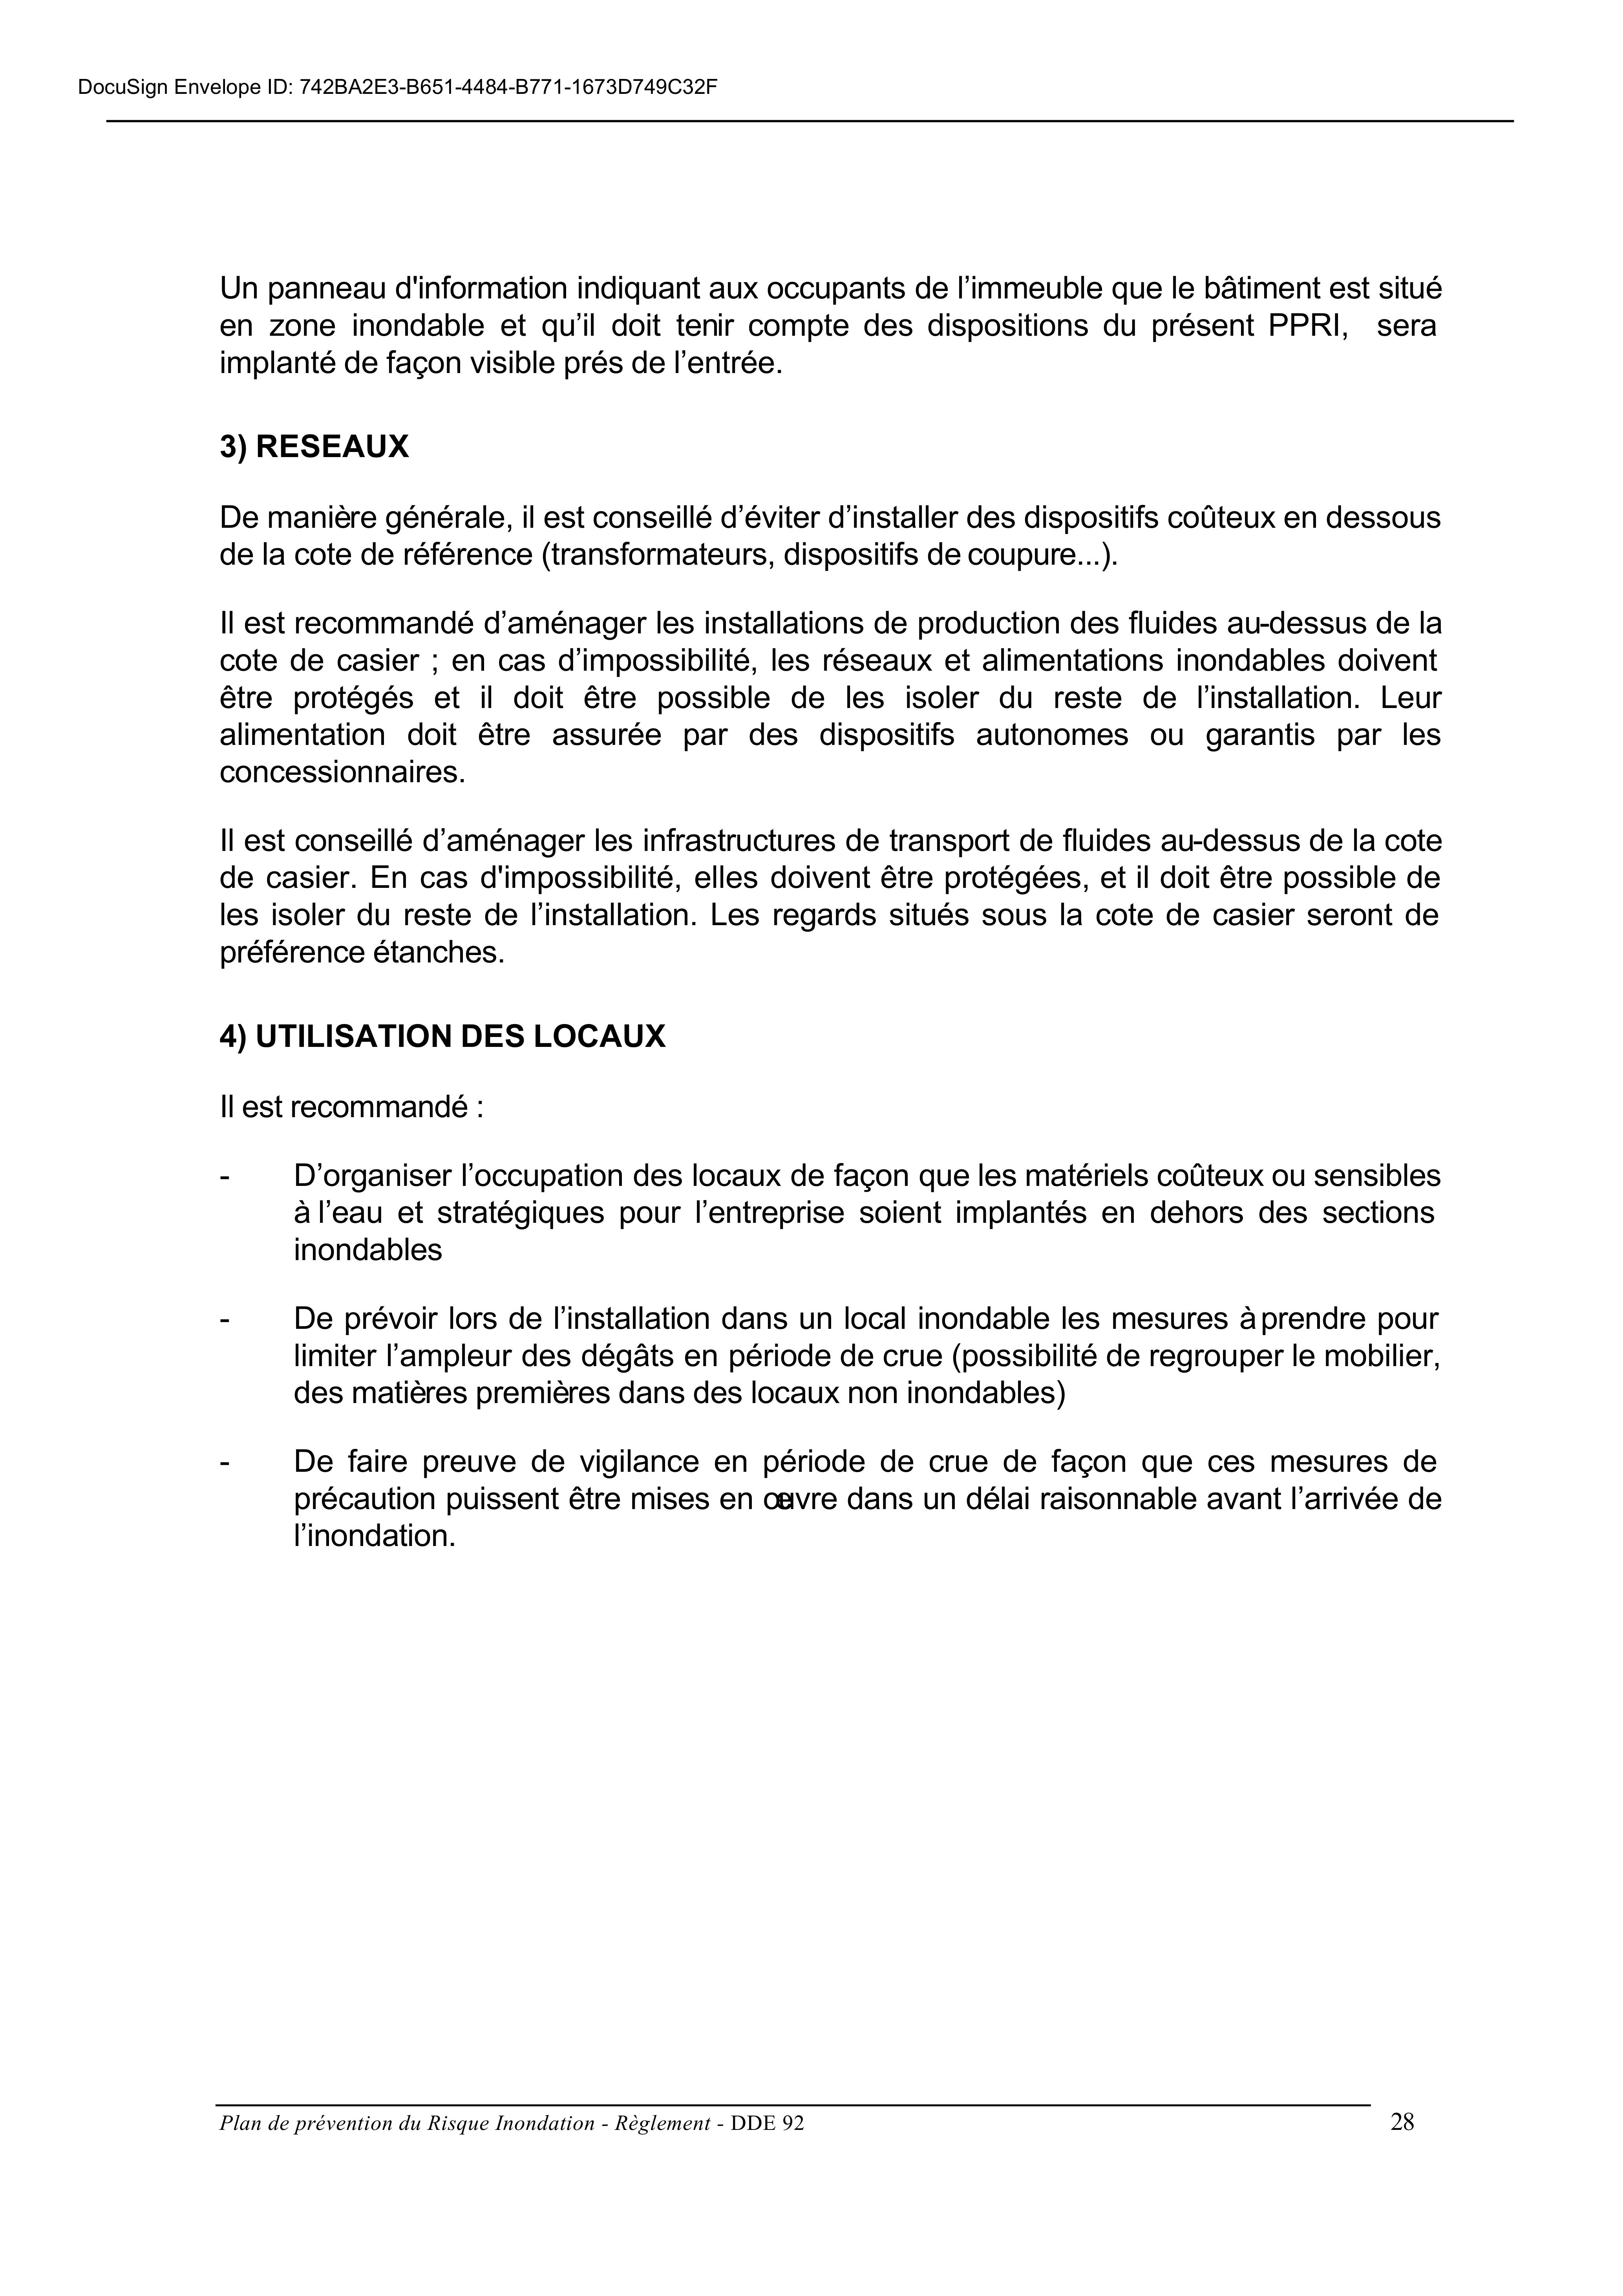 DocuSign Envelope ID: 742BA2E3-B651-4484-B771-1673D749C32F
Un panneau d'information indiquant aux occupants de l’immeuble que le bâtiment est situé
en zone inondable et qu’il doit tenir compte des dispositions du présent PPRI, sera
implanté de façon visible prés de l’entrée.
3) RESEAUX
De manière générale, il est conseillé d’éviter d’installer des dispositifs coûteux en dessous
de la cote de référence (transformateurs, dispositifs de coupure...).
Il est recommandé d’aménager les installations de production des fluides au-dessus de la
cote de casier ; en cas d’impossibilité, les réseaux et alimentations inondables doivent
être protégés et il doit être possible de les isoler du reste de l’installation. Leur
alimentation doit être assurée par des dispositifs autonomes ou garantis par les
concessionnaires.
Il est conseillé d’aménager les infrastructures de transport de fluides au-dessus de la cote
de casier. En cas d'impossibilité, elles doivent être protégées, et il doit être possible de
les isoler du reste de l’installation. Les regards situés sous la cote de casier seront de
préférence étanches.
4) UTILISATION DES LOCAUX
Il est recommandé :
- D’organiser l’occupation des locaux de façon que les matériels coûteux ou sensibles
à l’eau et stratégiques pour l’entreprise soient implantés en dehors des sections
inondables
- De prévoir lors de l’installation dans un local inondable les mesures à prendre pour
limiter l’ampleur des dégâts en période de crue (possibilité de regrouper le mobilier,
des matières premières dans des locaux non inondables)
- De faire preuve de vigilance en période de crue de façon que ces mesures de
précaution puissent être mises en œuvre dans un délai raisonnable avant l’arrivée de
l’inondation.
Plan de prévention du Risque Inondation - Règlement - DDE 92 28